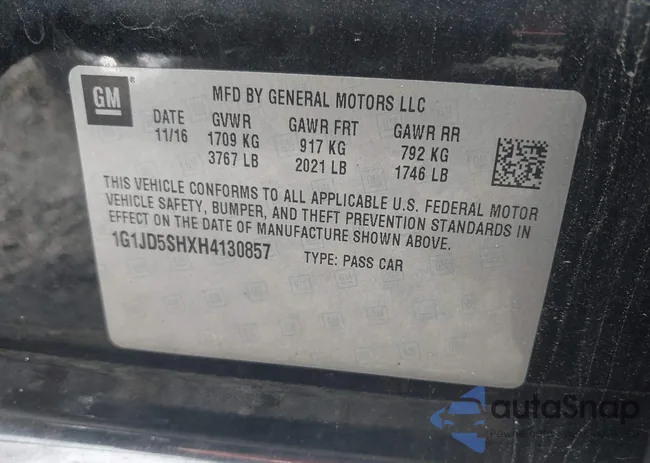 GM
MFD BY GENERAL MOTORS LLC
DATE GVWR GAWR FRT GAWR RR
11/16 1709 KG 917 KG 792 KG
3767 LB 2021 LB 1746 LB
THIS VEHICLE CONFORMS TO ALL APPLICABLE U.S. FEDERAL MOTOR
VEHICLE SAFETY, BUMPER, AND THEFT PREVENTION STANDARDS IN
EFFECT ON THE DATE OF MANUFACTURE SHOWN ABOVE.
1G1JD5SHXH4130857 TYPE: PASS CAR
autoSnap